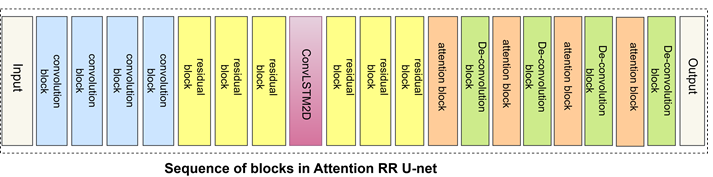 Input
convolution
block
convolution
block
convolution
block
convolution
block
residual
block
residual
block
residual
block
ConvLSTM2D
residual
block
residual
block
residual
block
attention block
De-convolution
block
attention block
De-convolution
block
attention block
De-convolution
block
attention block
De-convolution
block
Output
Sequence of blocks in Attention RR U-net